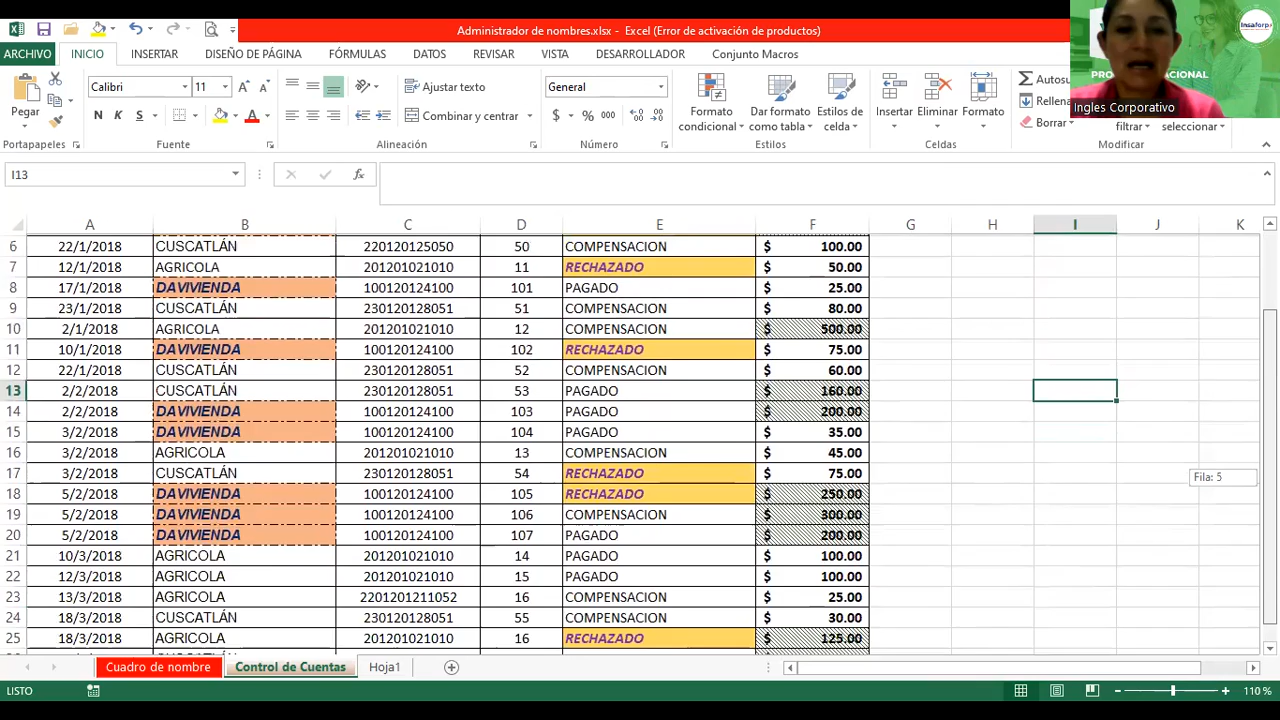 Administrador de nombres.xlsx - Excel (Error de activación de productos)
ARCHIVO INICIO INSERTAR DISEÑO DE PÁGINA FÓRMULAS DATOS REVISAR VISTA DESARROLLADOR Conjunto Macros
Insaforp
Ingles Corporativo
Pegar
Calibri 11
N K S
Ajustar texto
Combinar y centrar
General
$ % 000
Formato condicional
Dar formato como tabla
Estilos de celda
Insertar Eliminar Formato
Autosu
Rellena
Borrar
filtrar seleccionar
Portapapeles Fuente Alineación Número Estilos Celdas Modificar
I13 fx
A B C D E F G H I J K
6 22/1/2018 CUSCATLÁN 220120125050 50 COMPENSACION $ 100.00
7 12/1/2018 AGRICOLA 201201021010 11 RECHAZADO $ 50.00
8 17/1/2018 DAVIVIENDA 100120124100 101 PAGADO $ 25.00
9 23/1/2018 CUSCATLÁN 230120128051 51 COMPENSACION $ 80.00
10 2/1/2018 AGRICOLA 201201021010 12 COMPENSACION $ 500.00
11 10/1/2018 DAVIVIENDA 100120124100 102 RECHAZADO $ 75.00
12 22/1/2018 CUSCATLÁN 230120128051 52 COMPENSACION $ 60.00
13 2/2/2018 CUSCATLÁN 230120128051 53 PAGADO $ 160.00
14 2/2/2018 DAVIVIENDA 100120124100 103 PAGADO $ 200.00
15 3/2/2018 DAVIVIENDA 100120124100 104 PAGADO $ 35.00
16 3/2/2018 AGRICOLA 201201021010 13 COMPENSACION $ 45.00
17 3/2/2018 CUSCATLÁN 230120128051 54 RECHAZADO $ 75.00
Fila: 5
18 5/2/2018 DAVIVIENDA 100120124100 105 RECHAZADO $ 250.00
19 5/2/2018 DAVIVIENDA 100120124100 106 COMPENSACION $ 300.00
20 5/2/2018 DAVIVIENDA 100120124100 107 PAGADO $ 200.00
21 10/3/2018 AGRICOLA 201201021010 14 PAGADO $ 100.00
22 12/3/2018 AGRICOLA 201201021010 15 PAGADO $ 100.00
23 13/3/2018 AGRICOLA 2201201211052 16 COMPENSACION $ 25.00
24 18/3/2018 CUSCATLÁN 230120128051 55 COMPENSACION $ 30.00
25 18/3/2018 AGRICOLA 201201021010 16 RECHAZADO $ 125.00
Cuadro de nombre Control de Cuentas Hoja1
LISTO 110 %